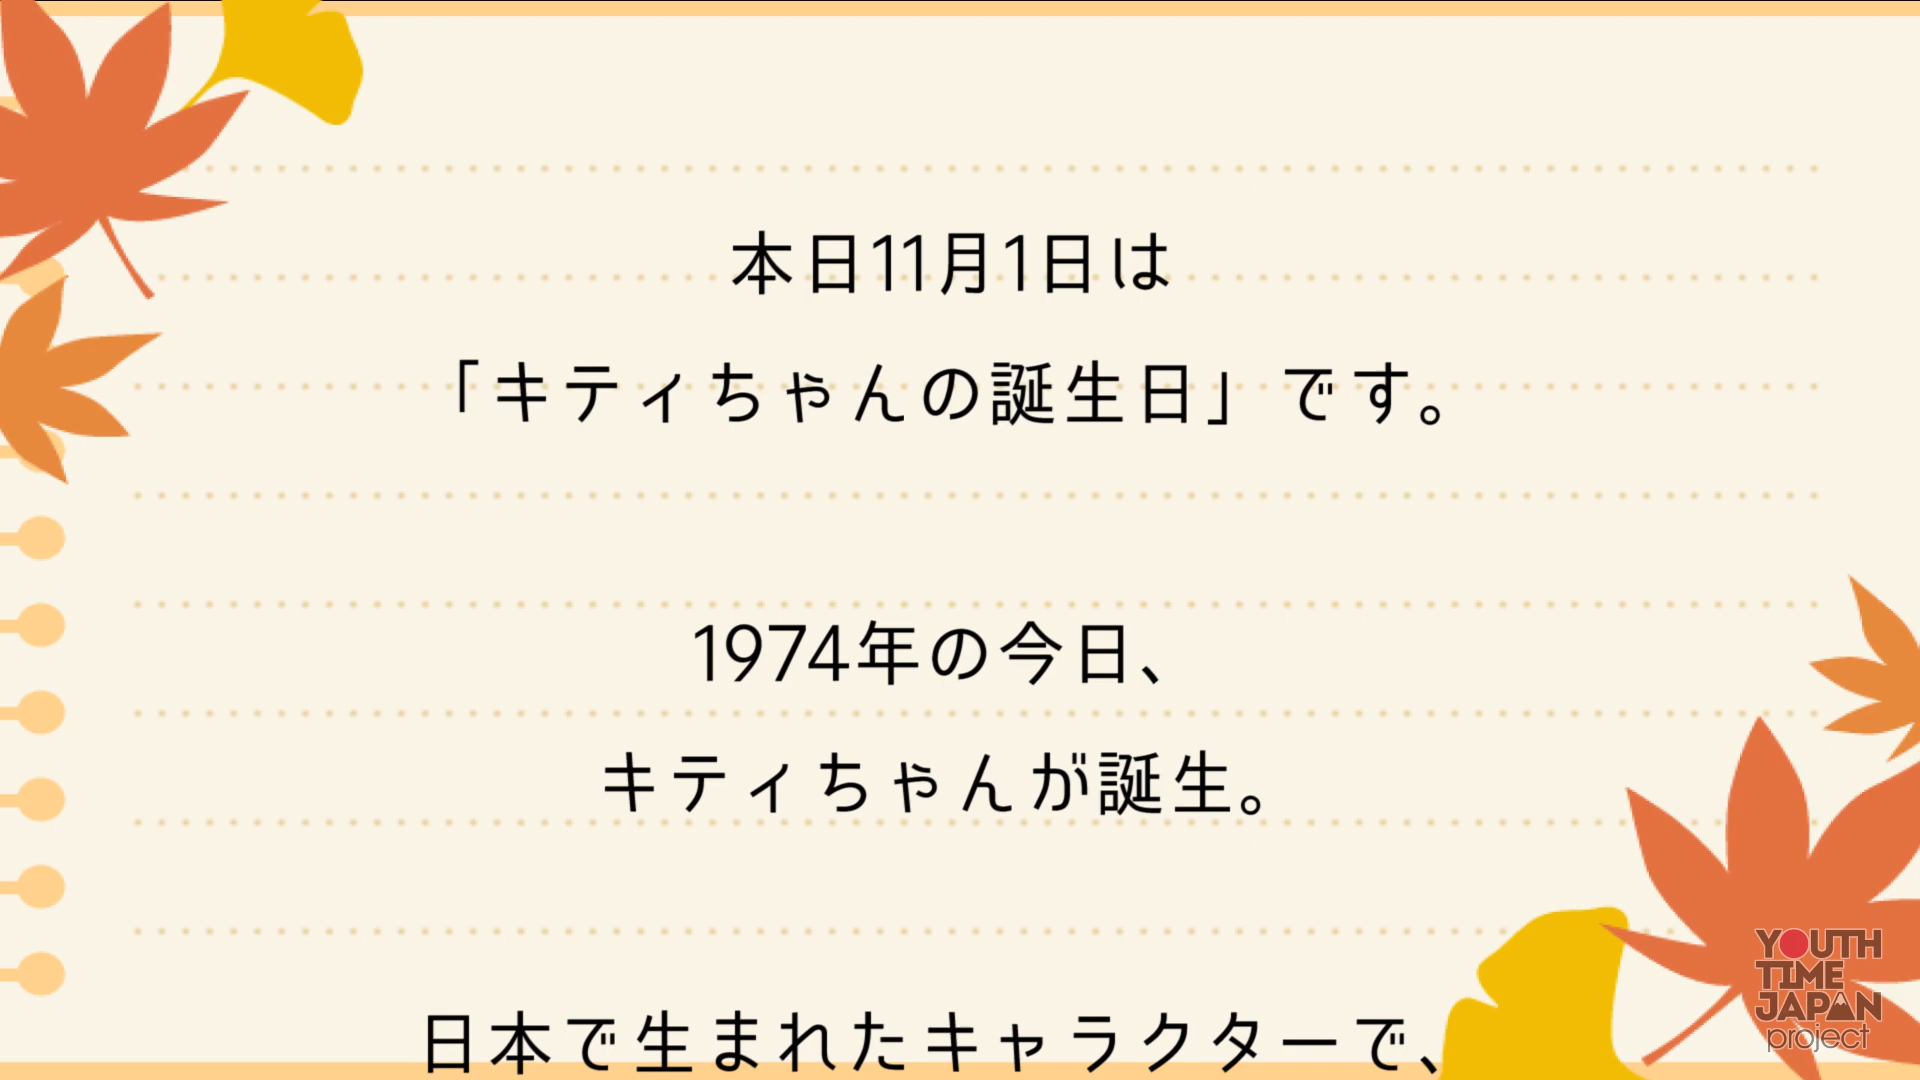 本日11月1日は
「キティちゃんの誕生日」です。
1974年の今日、
キティちゃんが誕生。
日本で生まれたキャラクターで、
YOUTH
TIME
JAPAN
project